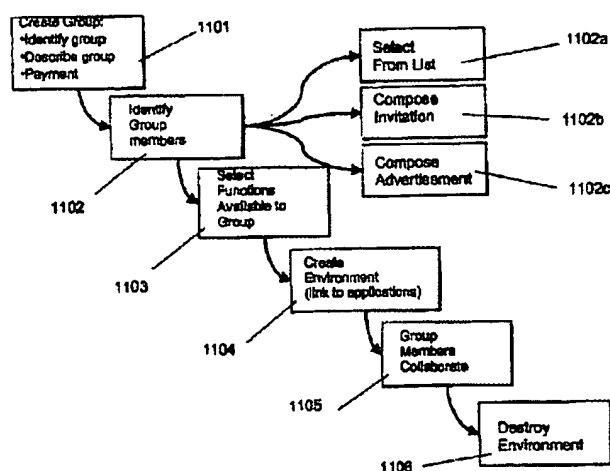 Create Group:
•Identify group
•Describe group
•Payment
1101
Identify
Group
members
1102
Select
From List
1102a
Compose
Invitation
1102b
Compose
Advertisement
1102c
Select
Functions
Available to
Group
1103
Create
Environment
(link to applications)
1104
Group
Members
Collaborate
1105
Destroy
Environment
1106